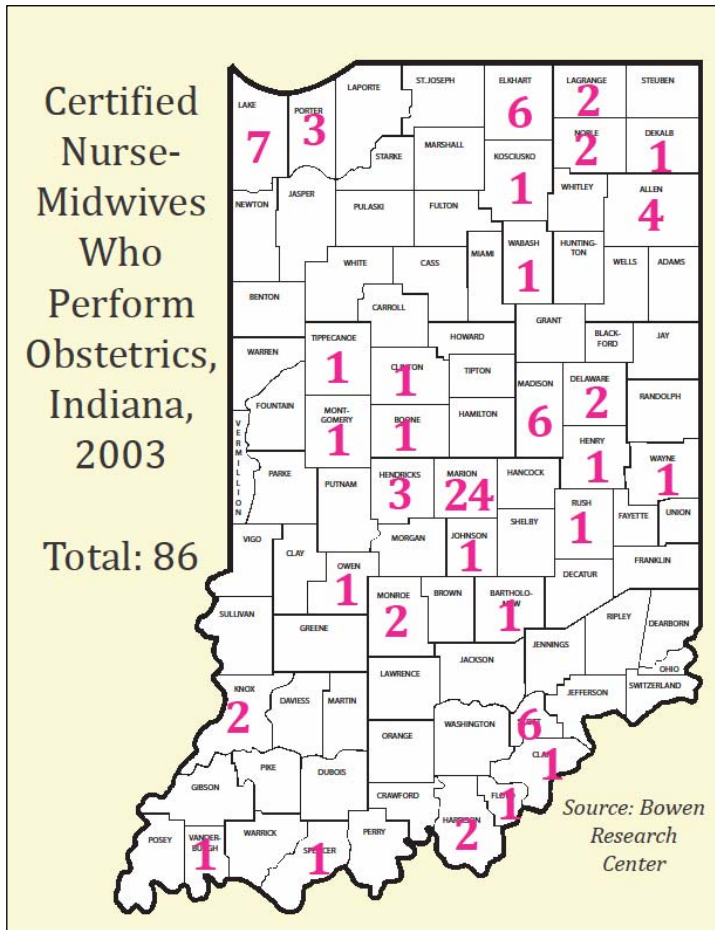 Certified
Nurse-
Midwives
Who
Perform
Obstetrics,
Indiana,
2003
Total: 86
LAKE
7
PORTER
3
LAPORTE
ST.JOSEPH
ELKHART
6
LAGRANGE
2
STEUBEN
NOBLE
2
DEKALB
1
STARKE
MARSHALL
KOSCIUSKO
1
WHITLEY
ALLEN
4
NEWTON
JASPER
PULASKI
FULTON
WHITE
CASS
MIAMI
WABASH
1
HUNTING-
TON
WELLS
ADAMS
BENTON
CARROLL
GRANT
BLACK-
FORD
JAY
WARREN
TIPPECANOE
1
HOWARD
CLINTON
1
TIPTON
MADISON
6
DELAWARE
2
RANDOLPH
FOUNTAIN
VERMILLION
MONT-
GOMERY
1
BOONE
1
HAMILTON
HENRY
1
WAYNE
1
PARKE
PUTNAM
HENDRICKS
3
MARION
24
HANCOCK
RUSH
1
FAYETTE
UNION
VIGO
CLAY
MORGAN
JOHNSON
1
SHELBY
FRANKLIN
OWEN
1
MONROE
2
BROWN
BARTHOLO-
MEW
1
DECATUR
SULLIVAN
GREENE
RIPLEY
DEARBORN
JENNINGS
OHIO
SWITZERLAND
JEFFERSON
LAWRENCE
JACKSON
KNOX
2
DAVIESS
MARTIN
ORANGE
WASHINGTON
6
CLARK
1
GIBSON
PIKE
DUBOIS
CRAWFORD
FLOYD
1
HARRISON
2
POSEY
VANDER-
BURGH
1
WARRICK
SPENCER
1
PERRY
Source: Bowen
Research
Center